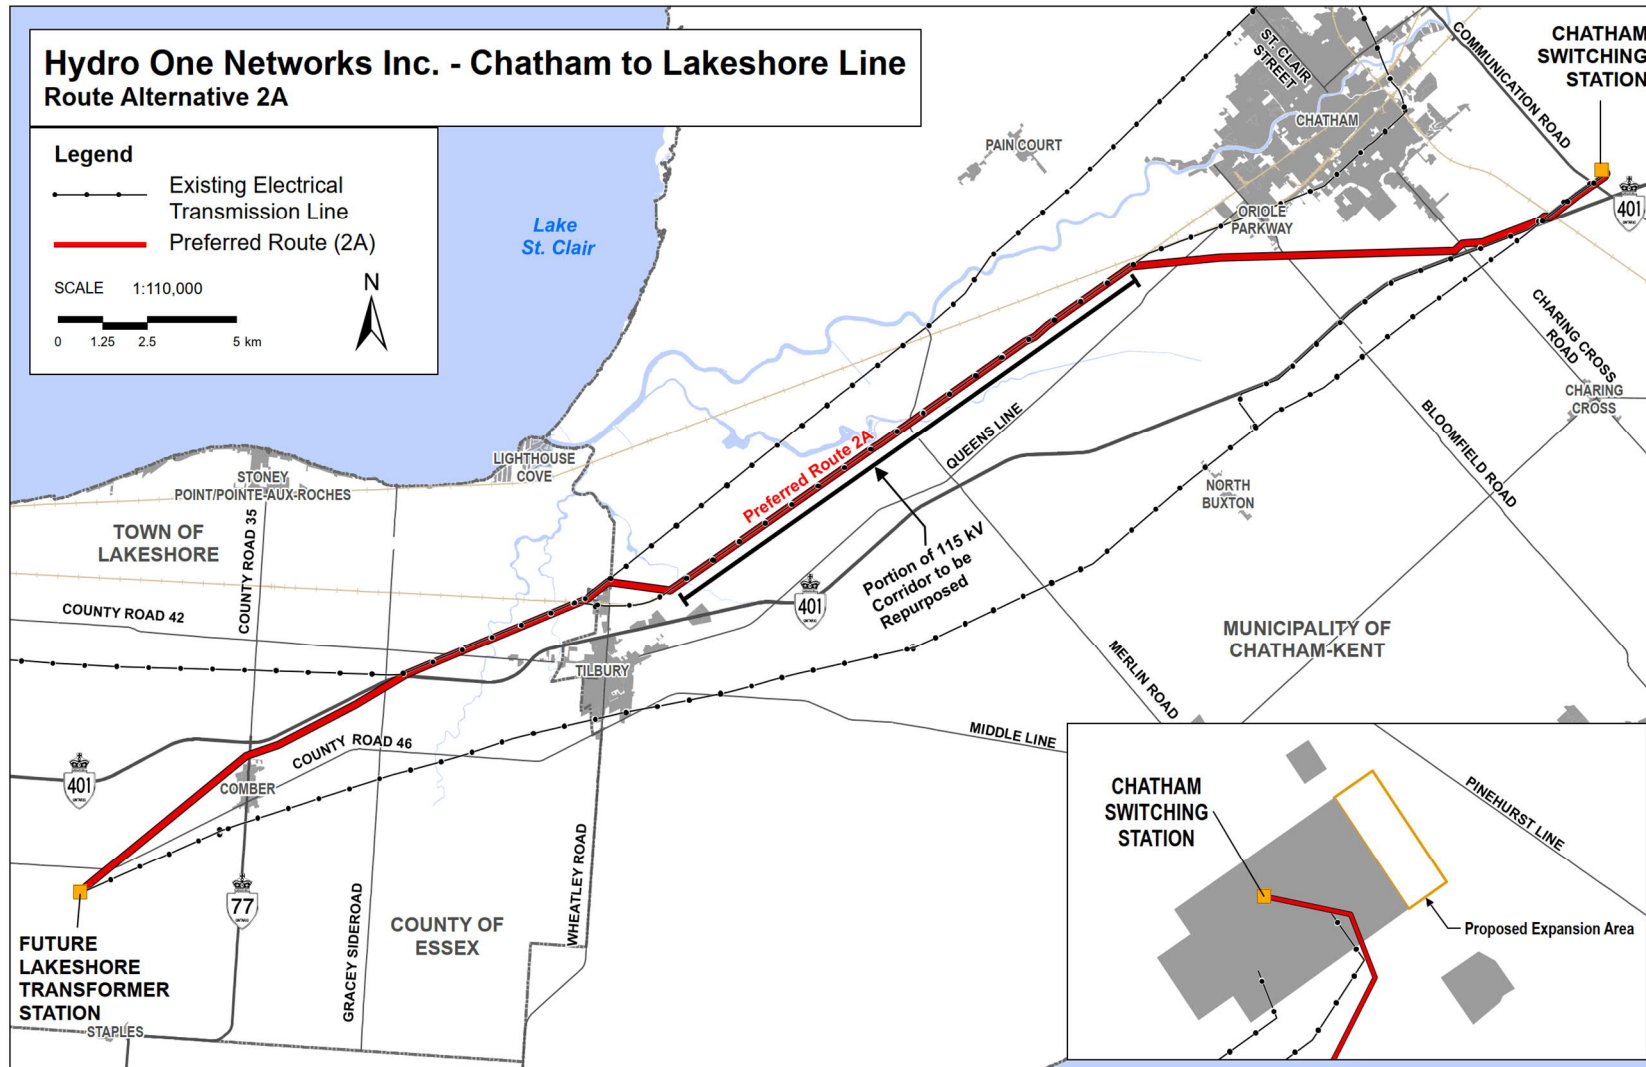 Hydro One Networks Inc. - Chatham to Lakeshore Line
Route Alternative 2A
Legend
Existing Electrical
Transmission Line
Preferred Route (2A)
SCALE 1:110,000
0 1.25 2.5 5 km
N
Lake
St. Clair
PAIN COURT
ST. CLAIR
STREET
CHATHAM
COMMUNICATION ROAD
CHATHAM
SWITCHING
STATION
401
ONTARIO
ORIOLE
PARKWAY
CHARING CROSS
ROAD
CHARING
CROSS
BLOOMFIELD ROAD
QUEENS LINE
NORTH
BUXTON
Preferred Route 2A
Portion of 115 kV
Corridor to be
Repurposed
LIGHTHOUSE
COVE
STONEY
POINT/POINTE-AUX-ROCHES
TOWN OF
LAKESHORE
COUNTY ROAD 35
COUNTY ROAD 42
401
ONTARIO
TILBURY
MERLIN ROAD
MUNICIPALITY OF
CHATHAM-KENT
MIDDLE LINE
COUNTY ROAD 46
401
ONTARIO
COMBER
77
ONTARIO
FUTURE
LAKESHORE
TRANSFORMER
STATION
STAPLES
GRACEY SIDEROAD
COUNTY OF
ESSEX
WHEATLEY ROAD
CHATHAM
SWITCHING
STATION
PINEHURST LINE
Proposed Expansion Area